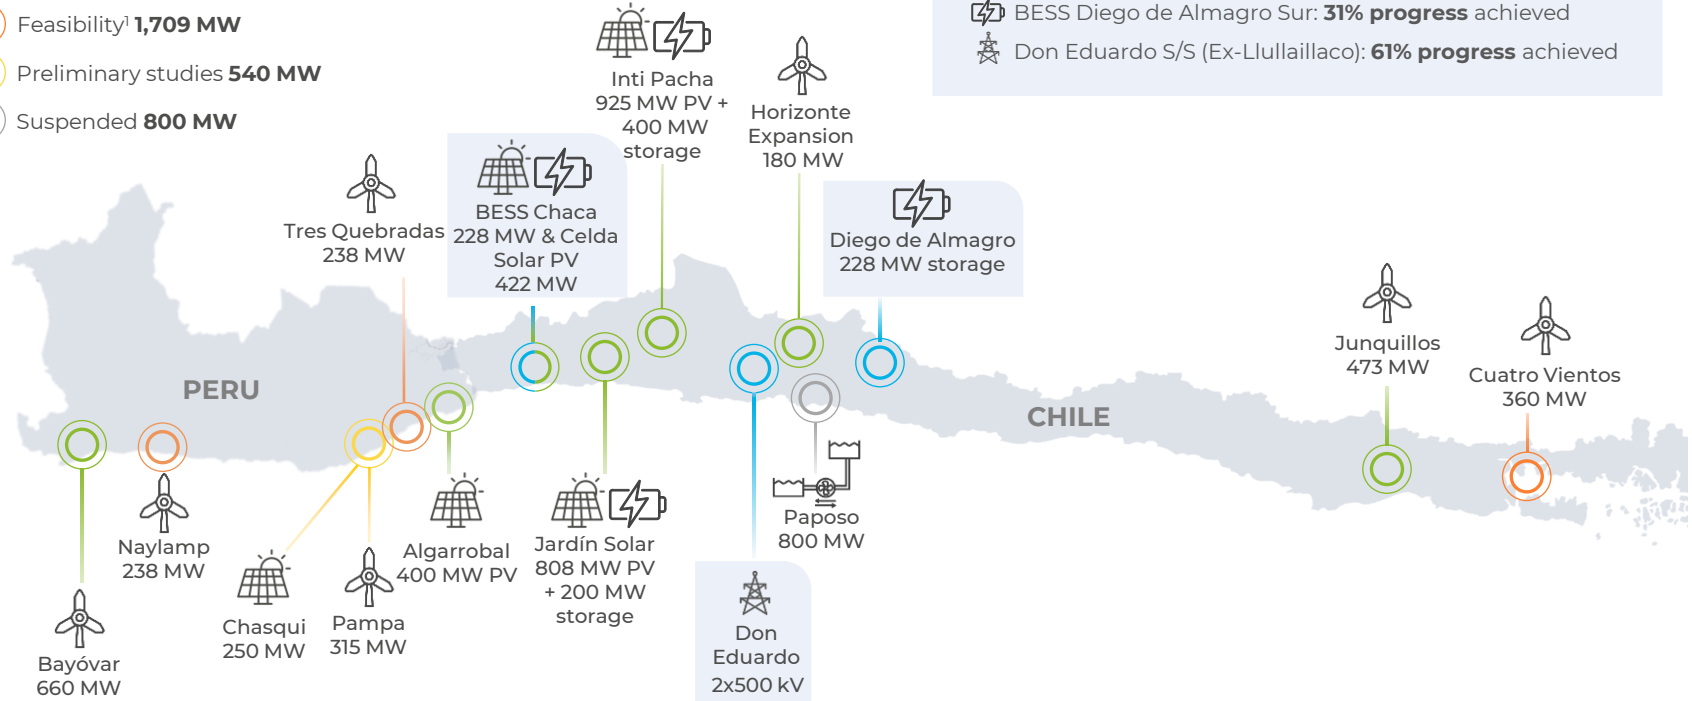 Feasibility¹ 1,709 MW
Preliminary studies 540 MW
Suspended 800 MW
BESS Diego de Almagro Sur: 31% progress achieved
Don Eduardo S/S (Ex-Llullaillaco): 61% progress achieved
Inti Pacha
925 MW PV +
400 MW
storage
Horizonte
Expansion
180 MW
Tres Quebradas
238 MW
BESS Chaca
228 MW & Celda
Solar PV
422 MW
Diego de Almagro
228 MW storage
Junquillos
473 MW
Cuatro Vientos
360 MW
PERU
CHILE
Naylamp
238 MW
Bayóvar
660 MW
Chasqui
250 MW
Pampa
315 MW
Algarrobal
400 MW PV
Jardín Solar
808 MW PV
+ 200 MW
storage
Paposo
800 MW
Don
Eduardo
2x500 kV